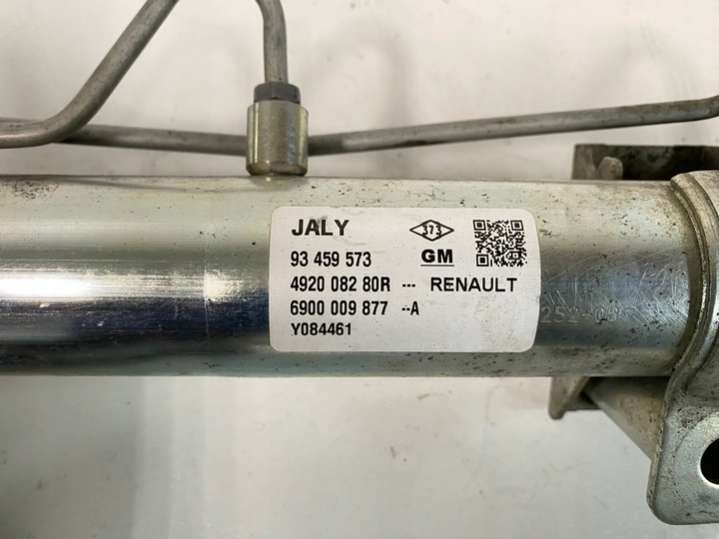 JALY
373
93 459 573 GM
4920 082 80R --- RENAULT
6900 009 877 --A
Y084461